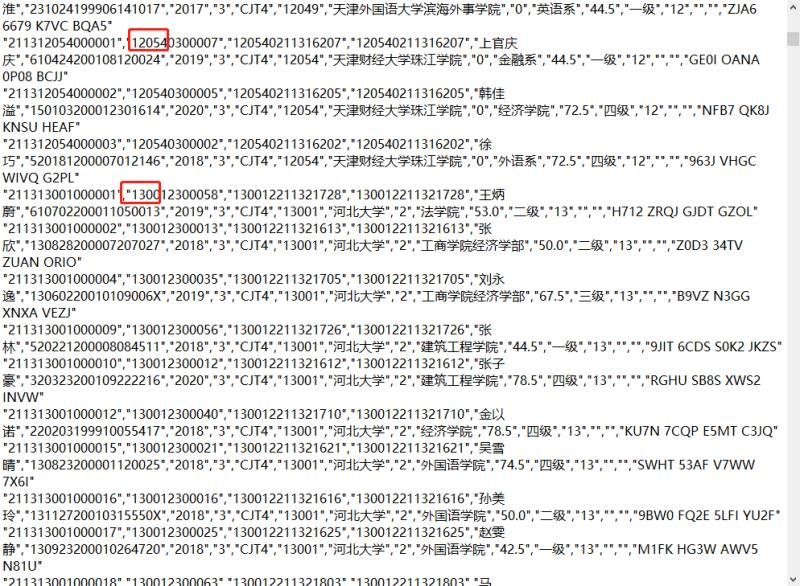 淮","231024199906141017","2017","3","CJT4","12049","天津外国语大学滨海外事学院","0","英语系","44.5","一级","12","","","ZJA6
6679 K7VC BQA5"
"211312054000001","120540300007","120540211316207","120540211316207","上官庆
庆","610424200108120024","2019","3","CJT4","12054","天津财经大学珠江学院","0","金融系","44.5","一级","12","","","GE0I OANA
0P08 BCJJ"
"211312054000002","120540300005","120540211316205","120540211316205","韩佳
溢","150103200012301614","2020","3","CJT4","12054","天津财经大学珠江学院","0","经济学院","72.5","四级","12","","","NFB7 QK8J
KNSU HEAF"
"211312054000003","120540300002","120540211316202","120540211316202","徐
巧","520181200007012146","2018","3","CJT4","12054","天津财经大学珠江学院","0","外语系","72.5","四级","12","","","963J VHGC
WIVQ G2PL"
"211313001000001","130012300058","130012211321728","130012211321728","王炳
蔚","610702200011050013","2019","3","CJT4","13001","河北大学","2","法学院","53.0","二级","13","","","H712 ZRQJ GJDT GZOL"
"211313001000002","130012300013","130012211321613","130012211321613","张
欣","130828200007207027","2018","3","CJT4","13001","河北大学","2","工商学院经济学部","50.0","二级","13","","","Z0D3 34TV
ZUAN ORIO"
"211313001000004","130012300035","130012211321705","130012211321705","刘永
逸","13060220010109006X","2019","3","CJT4","13001","河北大学","2","工商学院经济学部","67.5","三级","13","","","B9VZ N3GG
XNXA VEZJ"
"211313001000009","130012300056","130012211321726","130012211321726","张
林","522021200008084511","2018","3","CJT4","13001","河北大学","2","建筑工程学院","44.5","一级","13","","","9JIT 6CDS S0K2 JKZS"
"211313001000010","130012300012","130012211321612","130012211321612","张子
豪","320323200109222216","2020","3","CJT4","13001","河北大学","2","建筑工程学院","78.5","四级","13","","","RGHU SB8S XWS2
INVW"
"211313001000012","130012300040","130012211321710","130012211321710","金以
诺","220203199910055417","2018","3","CJT4","13001","河北大学","2","经济学院","78.5","四级","13","","","KU7N 7CQP E5MT C3JQ"
"211313001000015","130012300021","130012211321621","130012211321621","吴雪
晴","130823200001120025","2018","3","CJT4","13001","河北大学","2","外国语学院","74.5","四级","13","","","SWHT 53AF V7WW
7X6I"
"211313001000016","130012300016","130012211321616","130012211321616","孙美
玲","13112720010315550X","2018","3","CJT4","13001","河北大学","2","外国语学院","50.0","二级","13","","","9BW0 FQ2E 5LFI YU2F"
"211313001000017","130012300025","130012211321625","130012211321625","赵雯
静","130923200010264720","2018","3","CJT4","13001","河北大学","2","外国语学院","42.5","一级","13","","","M1FK HG3W AWV5
N81U"
"211313001000018","130012300063","130012211321803","130012211321803","马